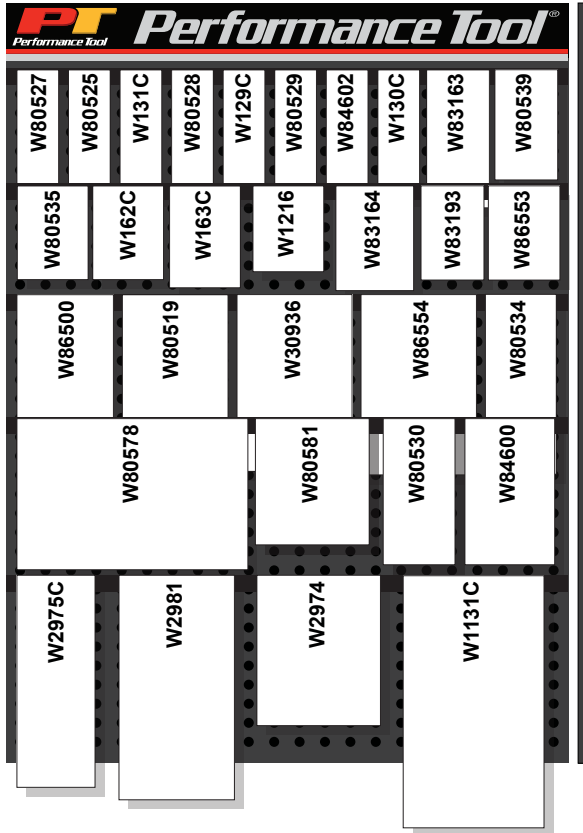 PT
Performance Tool
Performance Tool®
W80527
W80525
W131C
W80528
W129C
W80529
W84602
W130C
W83163
W80539
W80535
W162C
W163C
W1216
W83164
W83193
W86553
W86500
W80519
W30936
W86554
W80534
W80578
W80581
W80530
W84600
W2975C
W2981
W2974
W1131C